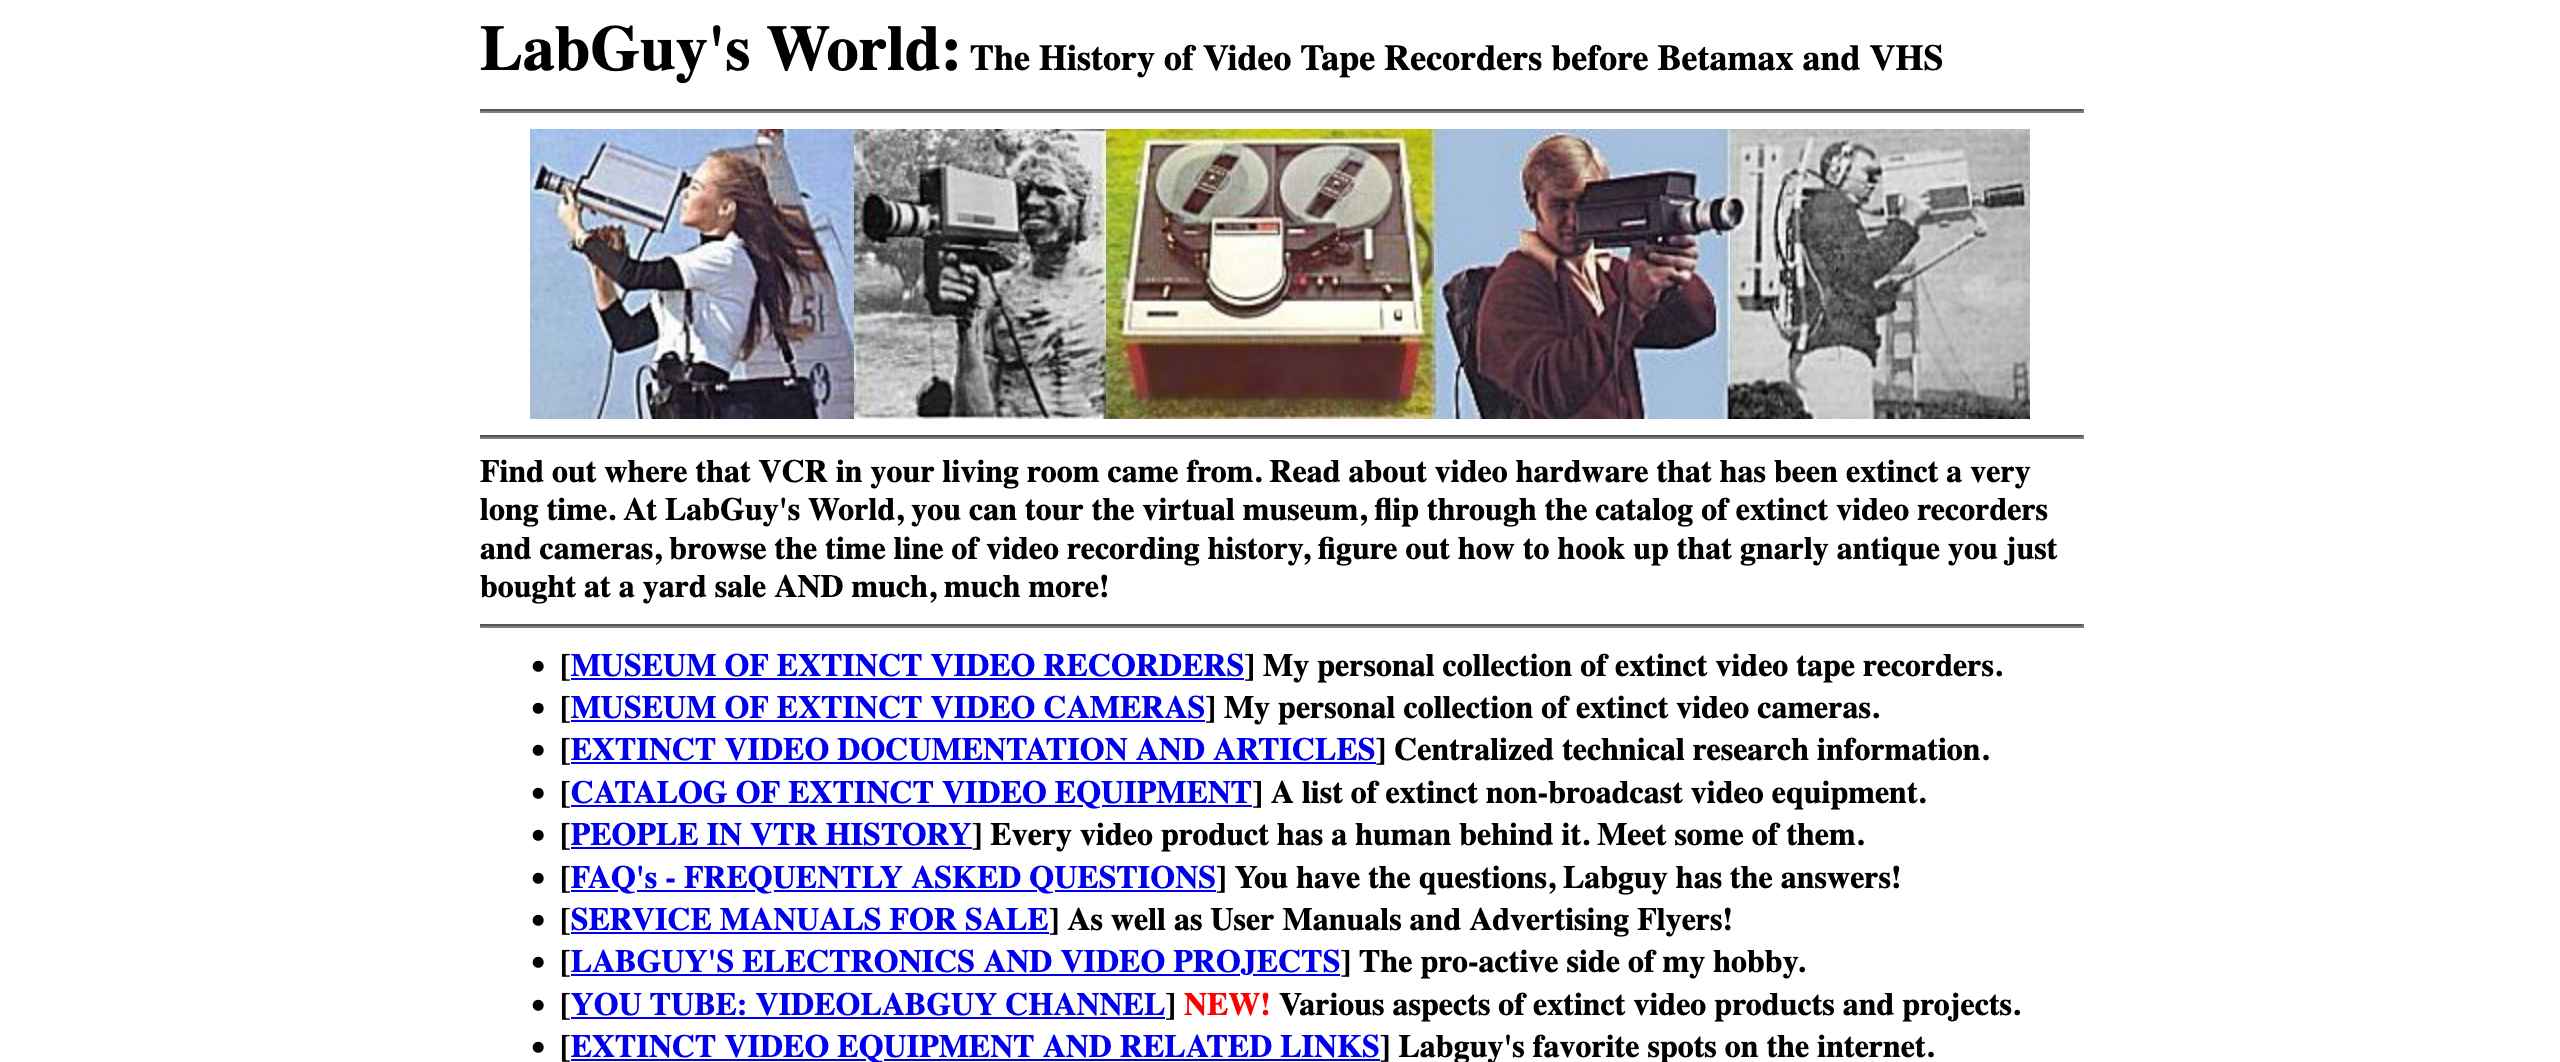 LabGuy's World: The History of Video Tape Recorders before Betamax and VHS
51
Find out where that VCR in your living room came from. Read about video hardware that has been extinct a very
long time. At LabGuy's World, you can tour the virtual museum, flip through the catalog of extinct video recorders
and cameras, browse the time line of video recording history, figure out how to hook up that gnarly antique you just
bought at a yard sale AND much, much more!
• [MUSEUM OF EXTINCT VIDEO RECORDERS] My personal collection of extinct video tape recorders.
• [MUSEUM OF EXTINCT VIDEO CAMERAS] My personal collection of extinct video cameras.
• [EXTINCT VIDEO DOCUMENTATION AND ARTICLES] Centralized technical research information.
• [CATALOG OF EXTINCT VIDEO EQUIPMENT] A list of extinct non-broadcast video equipment.
• [PEOPLE IN VTR HISTORY] Every video product has a human behind it. Meet some of them.
• [FAQ's - FREQUENTLY ASKED QUESTIONS] You have the questions, Labguy has the answers!
• [SERVICE MANUALS FOR SALE] As well as User Manuals and Advertising Flyers!
• [LABGUY'S ELECTRONICS AND VIDEO PROJECTS] The pro-active side of my hobby.
• [YOU TUBE: VIDEOLABGUY CHANNEL] NEW! Various aspects of extinct video products and projects.
• [EXTINCT VIDEO EQUIPMENT AND RELATED LINKS] Labguy's favorite spots on the internet.